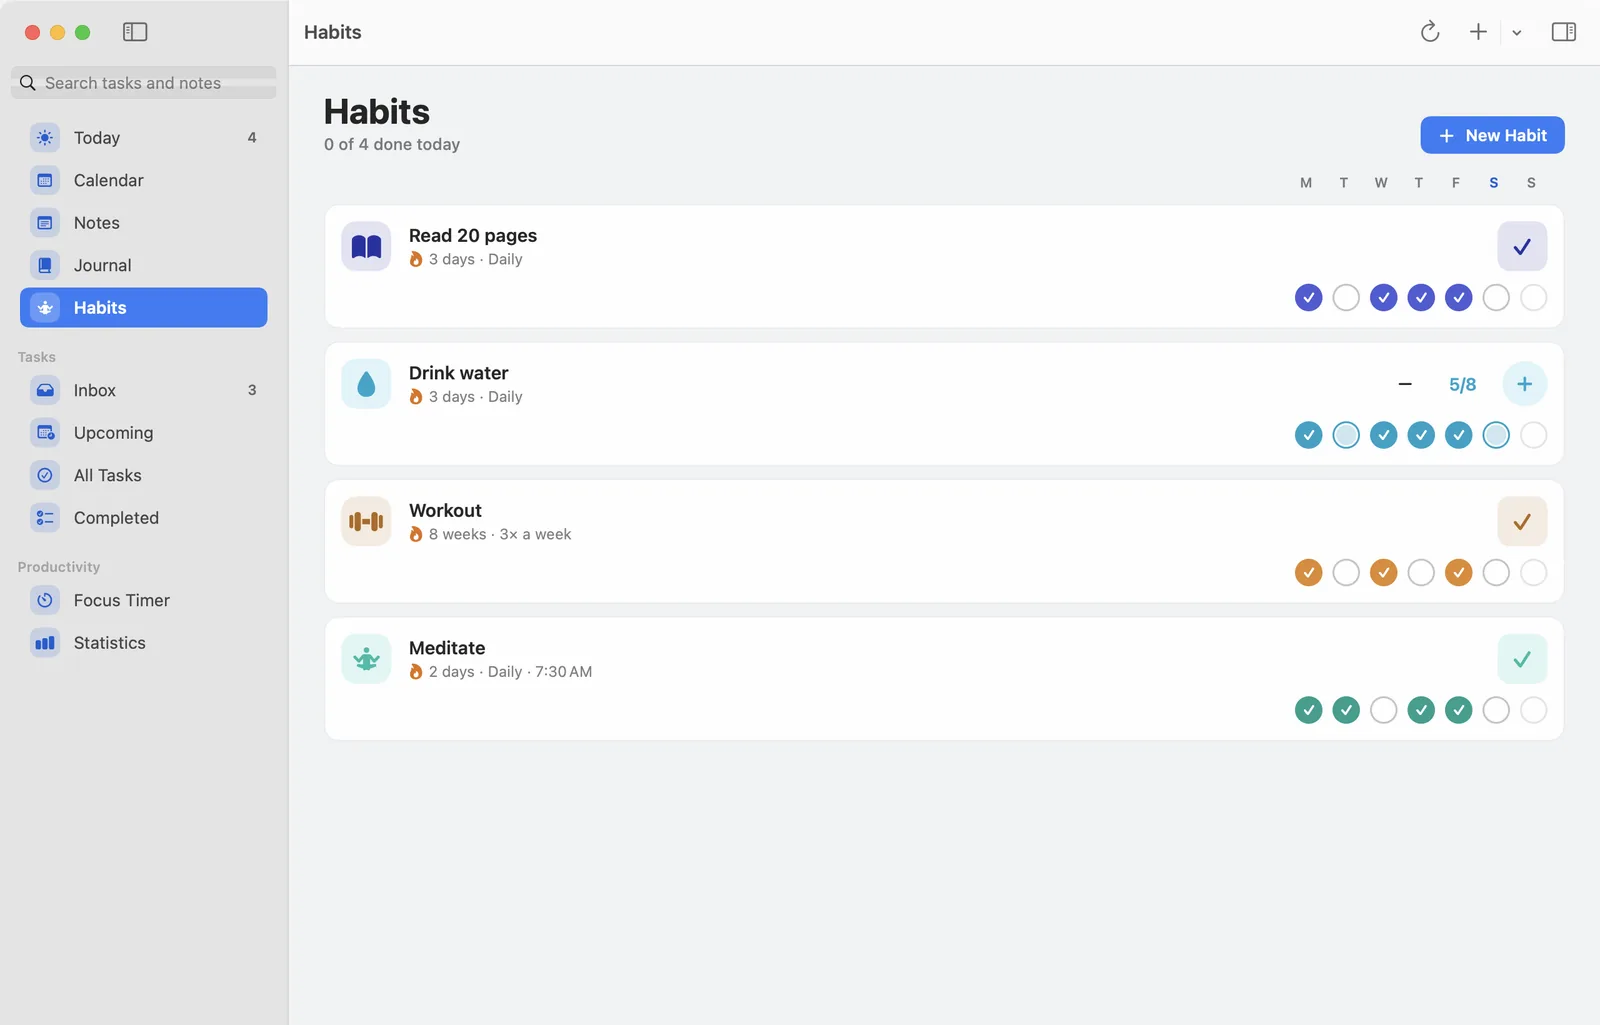 Habits
Search tasks and notes
Today 4
Calendar
Notes
Journal
Habits
Tasks
Inbox 3
Upcoming
All Tasks
Completed
Productivity
Focus Timer
Statistics
Habits
0 of 4 done today
+ New Habit
M T W T F S S
Read 20 pages
3 days · Daily
Drink water
3 days · Daily
− 5/8 +
Workout
8 weeks · 3× a week
Meditate
2 days · Daily · 7:30 AM